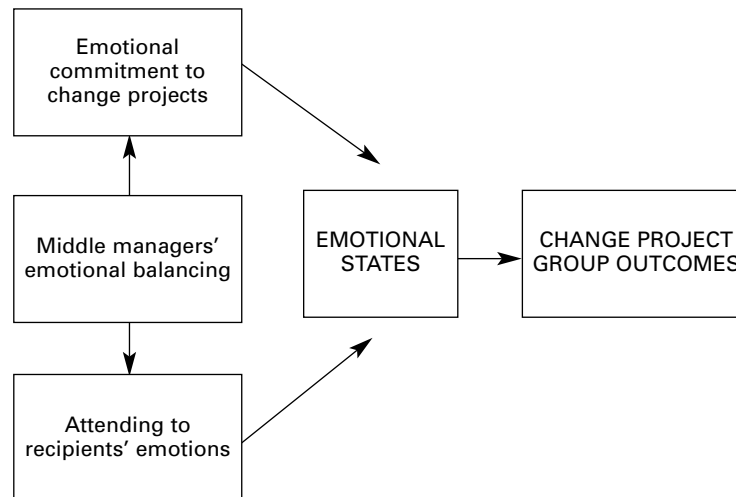 Emotional
commitment to
change projects
Middle managers’
emotional balancing
EMOTIONAL
STATES
CHANGE PROJECT
GROUP OUTCOMES
Attending to
recipients’ emotions